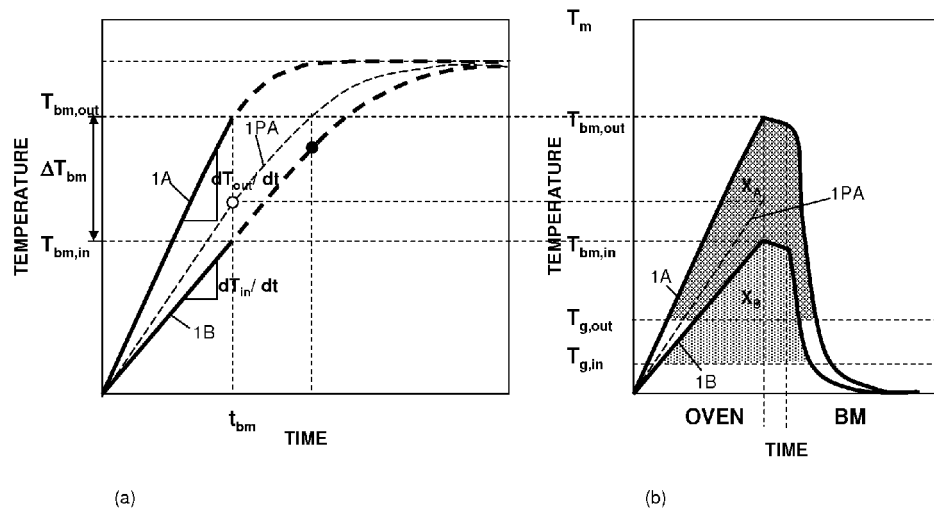 T_bm,out
TEMPERATURE
ΔT_bm
T_bm,in
1A
1PA
dT_out/ dt
dT_in/ dt
1B
t_bm
TIME
(a)
T_m
T_bm,out
TEMPERATURE
T_bm,in
T_g,out
T_g,in
X_A
1PA
1A
X_B
1B
OVEN
BM
TIME
(b)